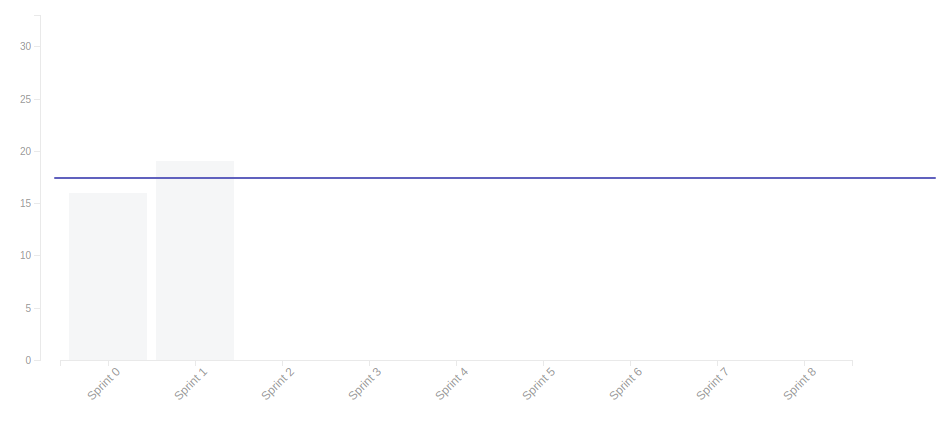 30
25
20
15
10
5
0
Sprint 0
Sprint 1
Sprint 2
Sprint 3
Sprint 4
Sprint 5
Sprint 6
Sprint 7
Sprint 8